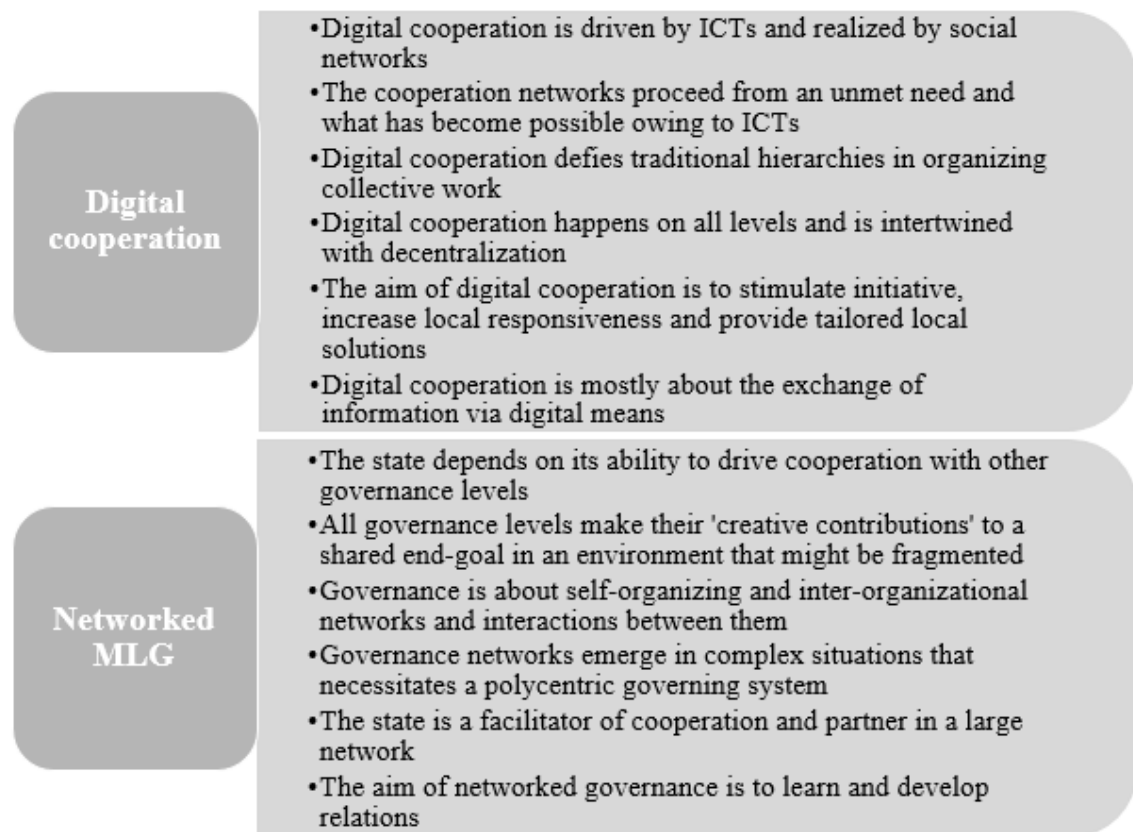 Digital
cooperation
•Digital cooperation is driven by ICTs and realized by social
networks
•The cooperation networks proceed from an unmet need and
what has become possible owing to ICTs
•Digital cooperation defies traditional hierarchies in organizing
collective work
•Digital cooperation happens on all levels and is intertwined
with decentralization
•The aim of digital cooperation is to stimulate initiative,
increase local responsiveness and provide tailored local
solutions
•Digital cooperation is mostly about the exchange of
information via digital means
Networked
MLG
•The state depends on its ability to drive cooperation with other
governance levels
•All governance levels make their 'creative contributions' to a
shared end-goal in an environment that might be fragmented
•Governance is about self-organizing and inter-organizational
networks and interactions between them
•Governance networks emerge in complex situations that
necessitates a polycentric governing system
•The state is a facilitator of cooperation and partner in a large
network
•The aim of networked governance is to learn and develop
relations